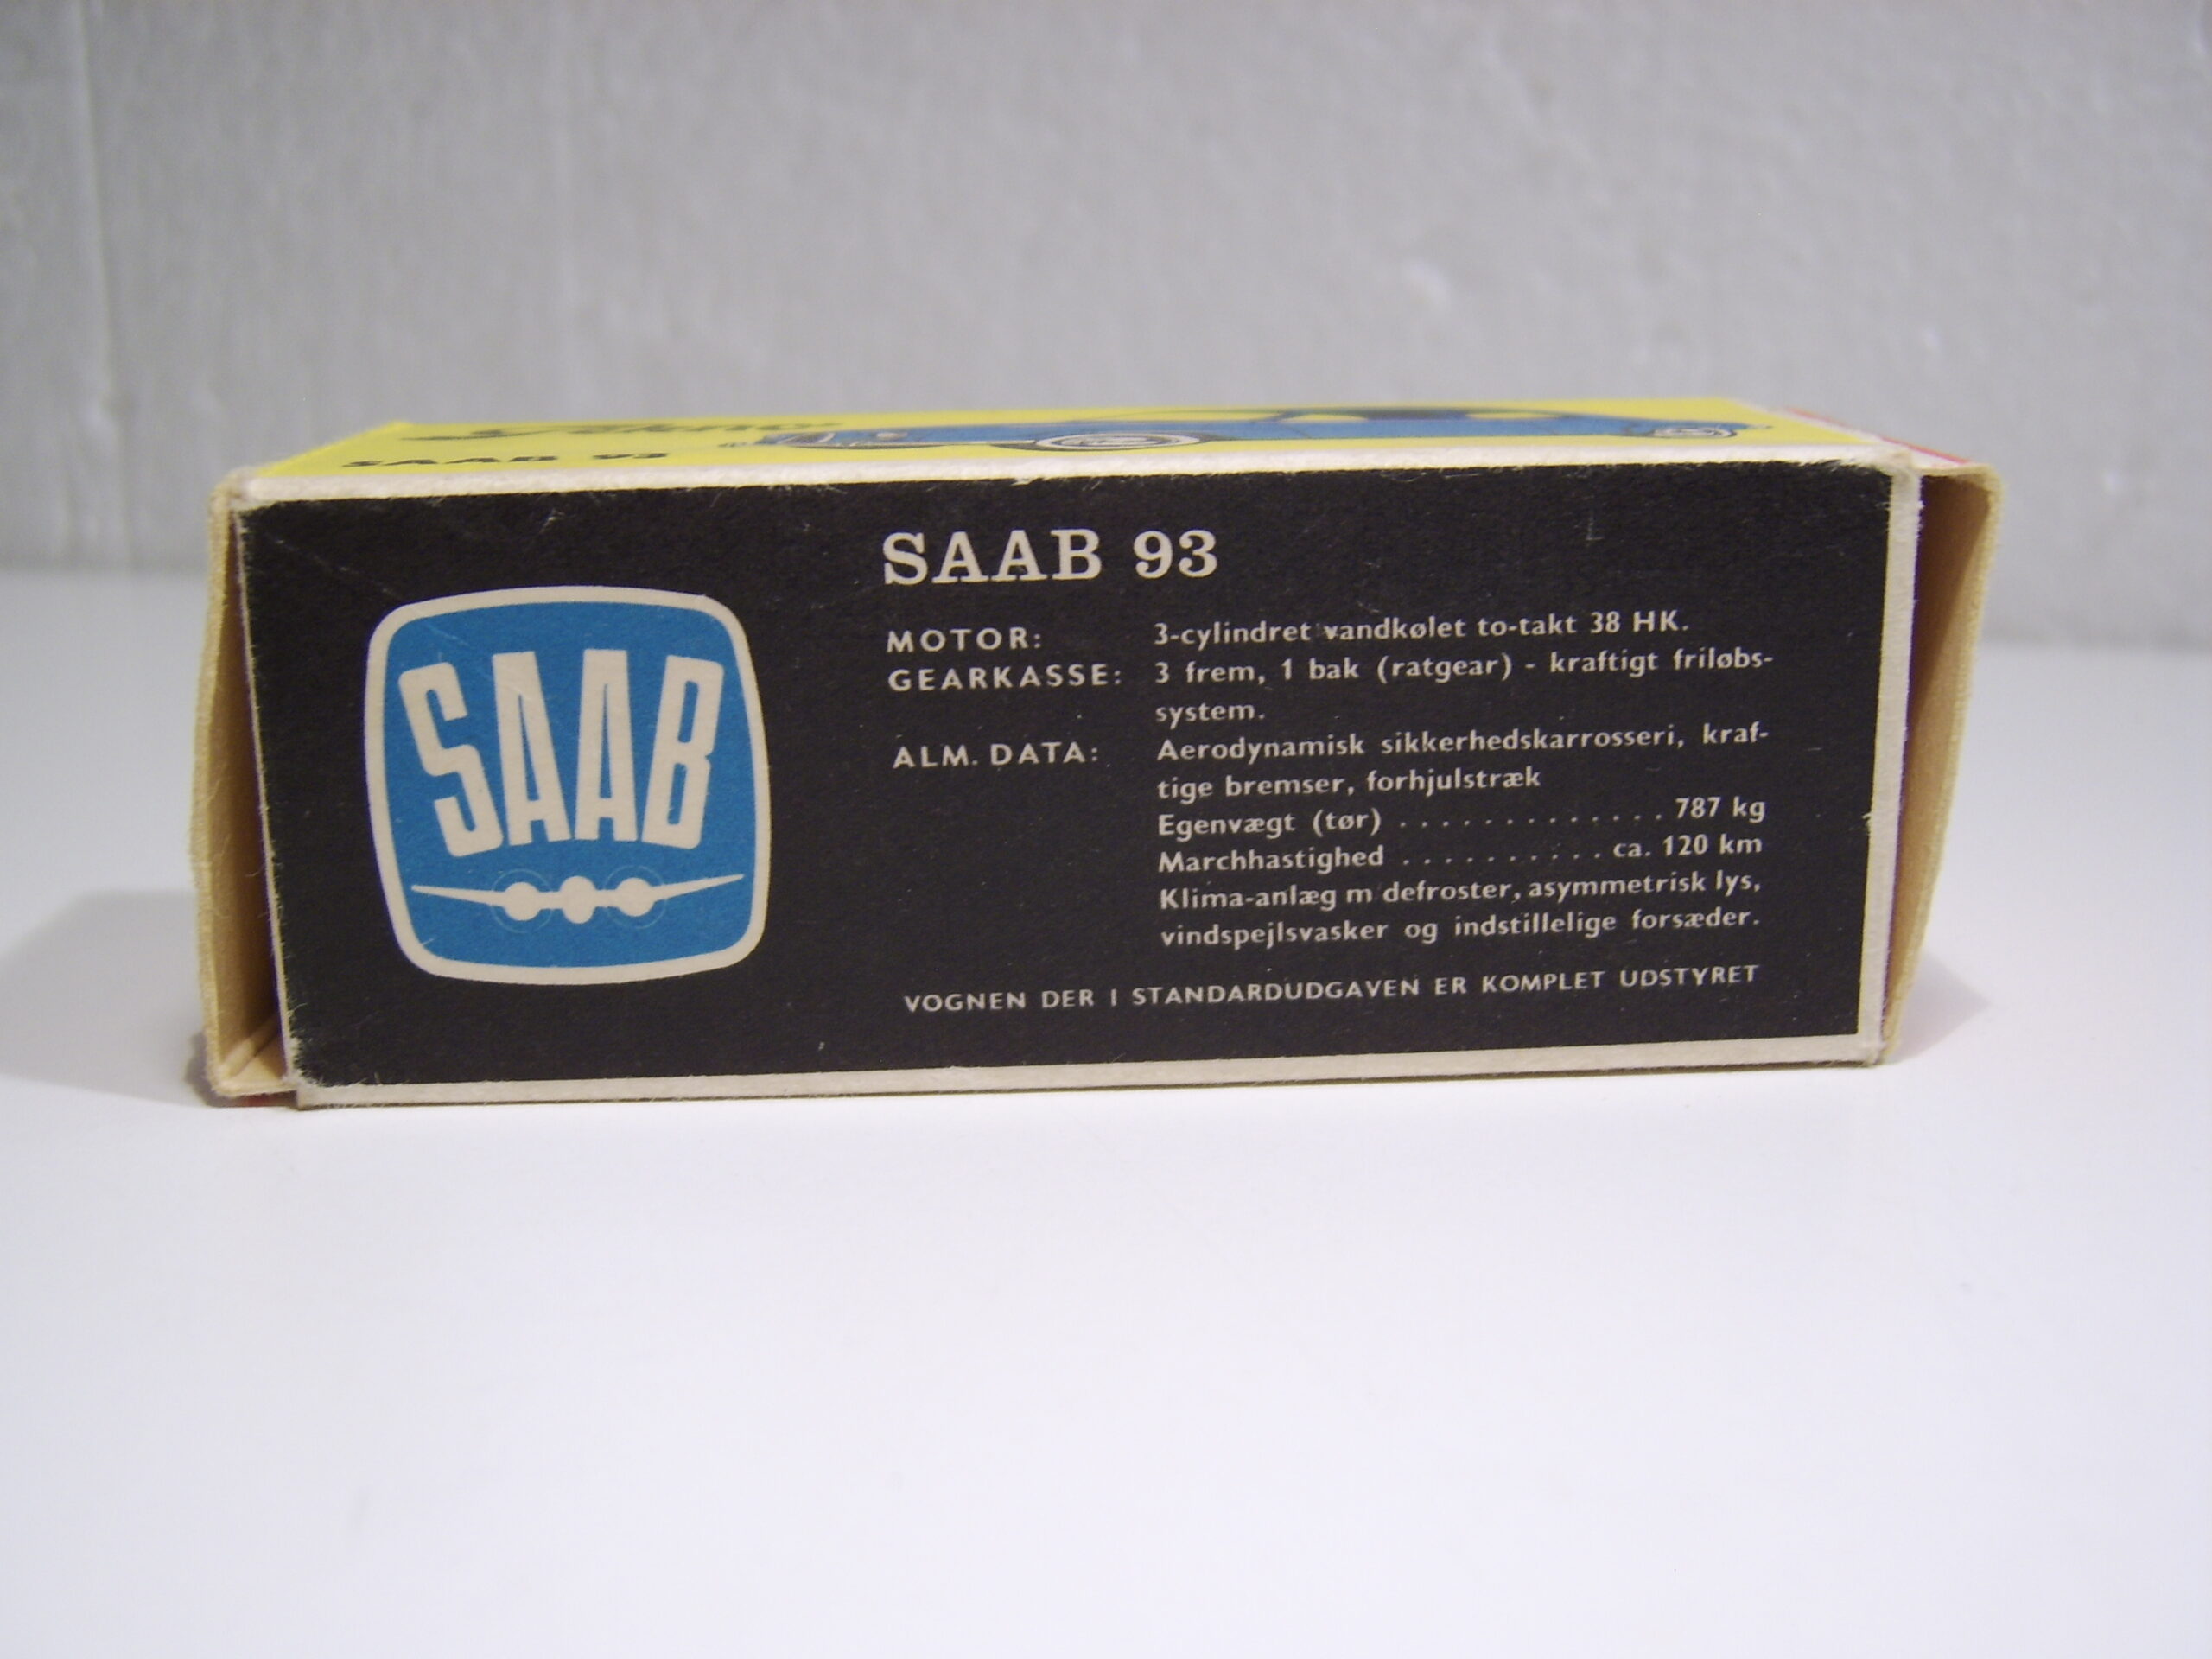 Tekno
SAAB 93
SAAB 93
SAAB
MOTOR: 3-cylindret vandkølet to-takt 38 HK.
GEARKASSE: 3 frem, 1 bak (ratgear) - kraftigt friløbs-
system.
ALM. DATA: Aerodynamisk sikkerhedskarrosseri, kraf-
tige bremser, forhjulstræk
Egenvægt (tør) . . . . . . . . . . . . . 787 kg
Marchhastighed . . . . . . . . . . ca. 120 km
Klima-anlæg m defroster, asymmetrisk lys,
vindspejlsvasker og indstillelige forsæder.
VOGNEN DER I STANDARDUDGAVEN ER KOMPLET UDSTYRET